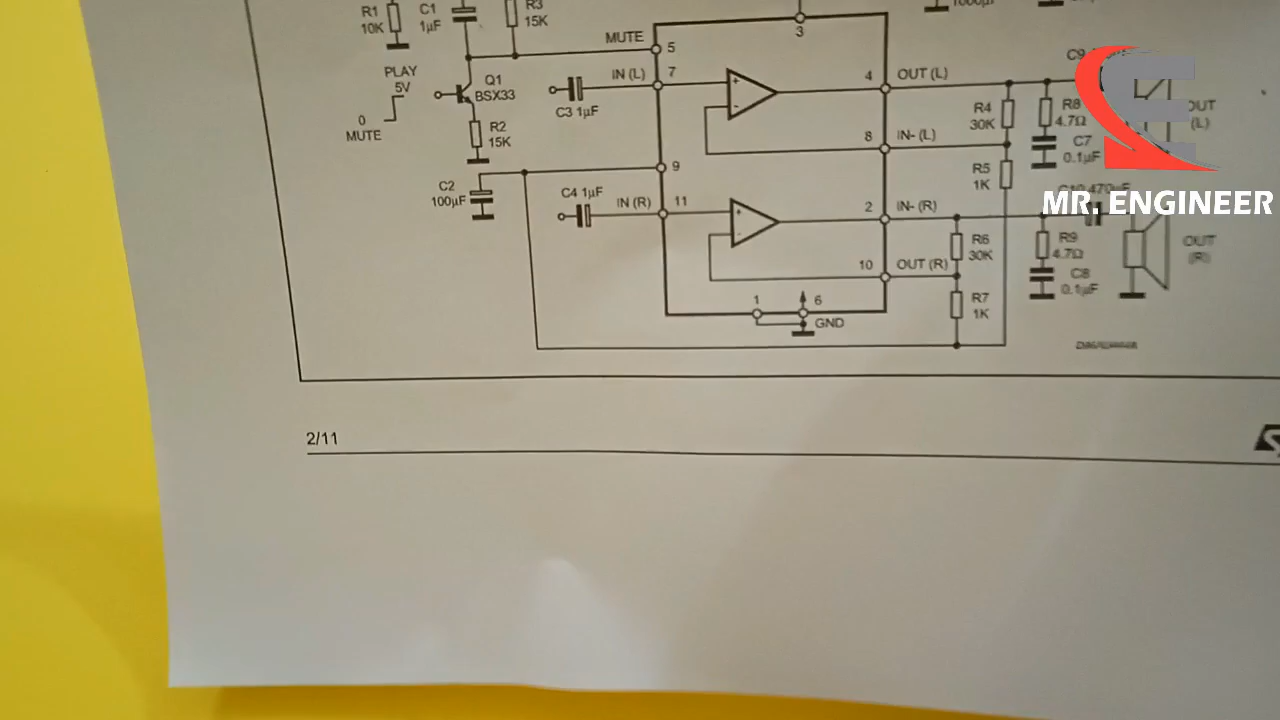 R1
10K
C1
1µF
R3
15K
1000µF
3
MUTE
5
PLAY
5V
0
MUTE
Q1
BSX33
R2
15K
IN (L)
7
C3 1µF
4
OUT (L)
C9
R4
30K
R8
4.7Ω
C7
0.1µF
OUT
(L)
8
IN- (L)
R5
1K
9
C2
100µF
C4 1µF
IN (R)
11
2
IN- (R)
C10 470µF
MR. ENGINEER
R6
30K
R9
4.7Ω
C8
0.1µF
OUT
(R)
10
OUT (R)
R7
1K
1
6
GND
2/11